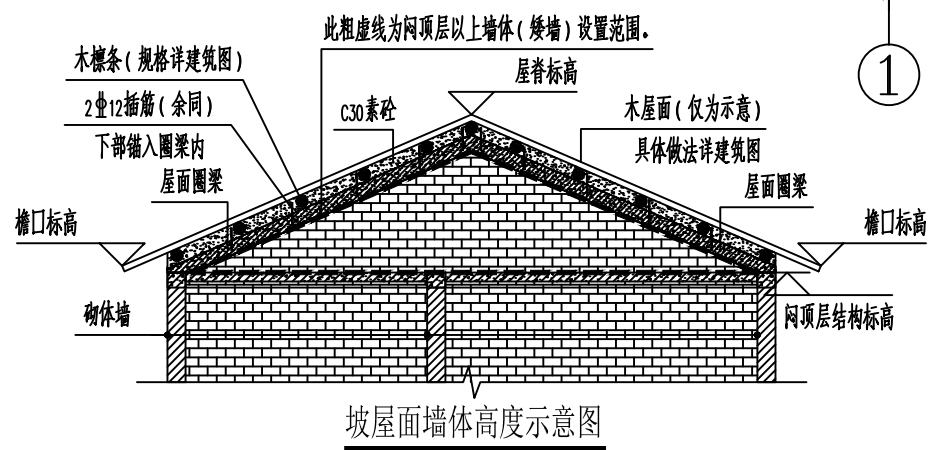 此粗虚线为闷顶层以上墙体(矮墙)设置范围。
1
木檩条(规格详建筑图)
屋脊标高
2⏀12插筋(余同)
C30素砼
木屋面(仅为示意)
下部锚入圈梁内
具体做法详建筑图
屋面圈梁
屋面圈梁
檐口标高
檐口标高
砌体墙
闷顶层结构标高
坡屋面墙体高度示意图